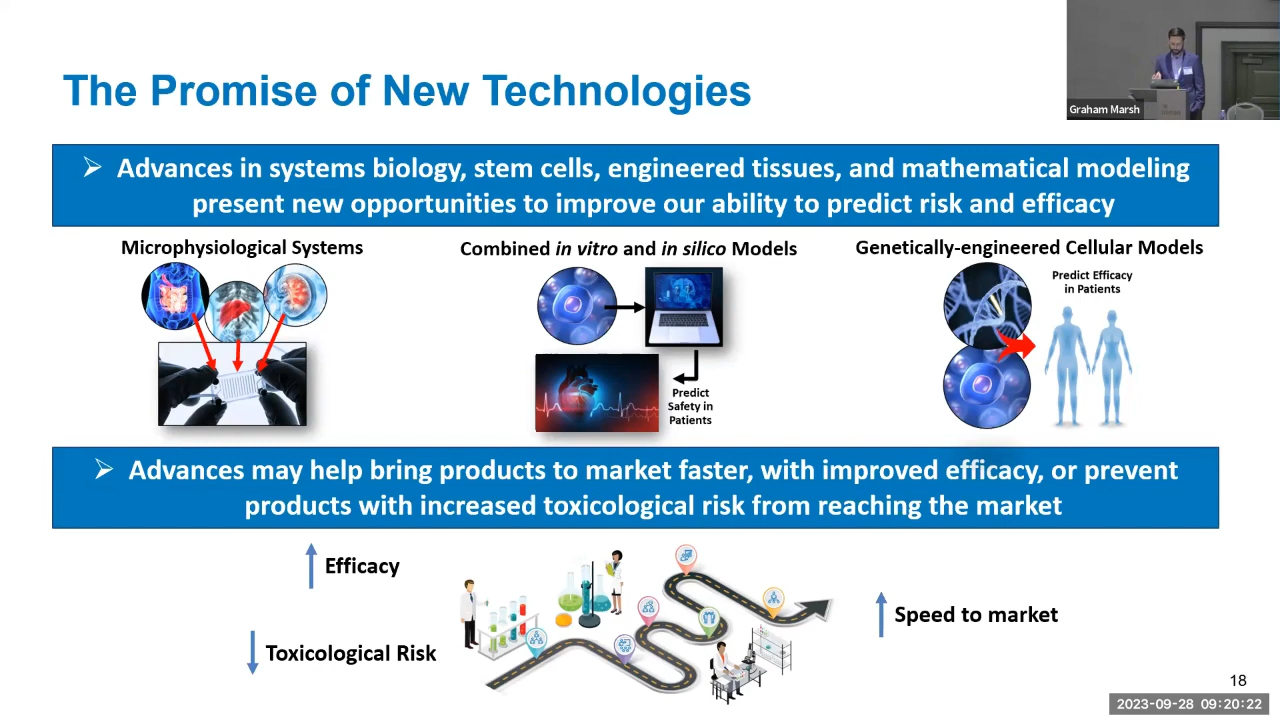 The Promise of New Technologies
Graham Marsh
➢ Advances in systems biology, stem cells, engineered tissues, and mathematical modeling
present new opportunities to improve our ability to predict risk and efficacy
Microphysiological Systems
Combined in vitro and in silico Models
Predict
Safety in
Patients
Genetically-engineered Cellular Models
Predict Efficacy
in Patients
➢ Advances may help bring products to market faster, with improved efficacy, or prevent
products with increased toxicological risk from reaching the market
Efficacy
Toxicological Risk
Speed to market
18
2023-09-28 09:20:22